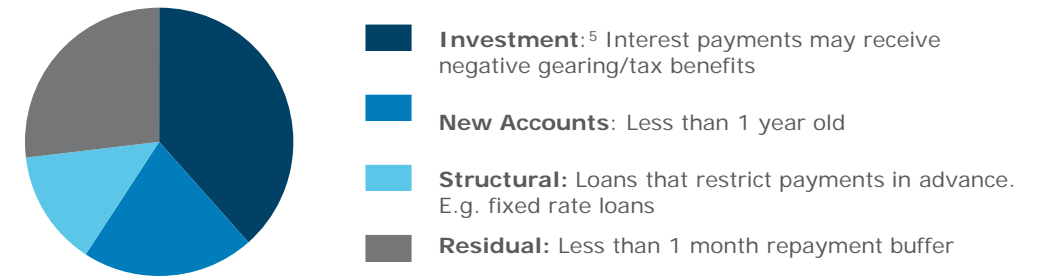 Investment:⁵ Interest payments may receive
negative gearing/tax benefits
New Accounts: Less than 1 year old
Structural: Loans that restrict payments in advance.
E.g. fixed rate loans
Residual: Less than 1 month repayment buffer